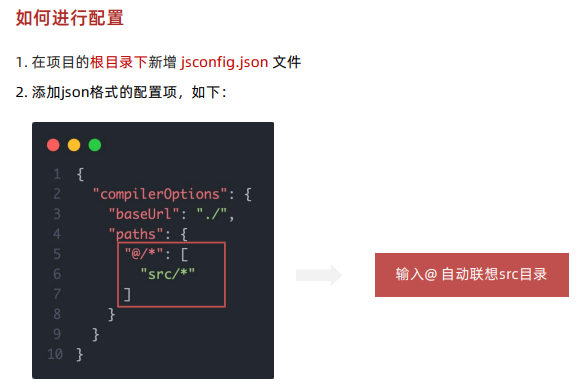 如何进行配置
1. 在项目的根目录下新增 jsconfig.json 文件
2. 添加json格式的配置项，如下：
1 {
2 "compilerOptions": {
3 "baseUrl": "./",
4 "paths": {
5 "@/*": [
6 "src/*"
7 ]
8 }
9 }
10 }
输入@ 自动联想src目录